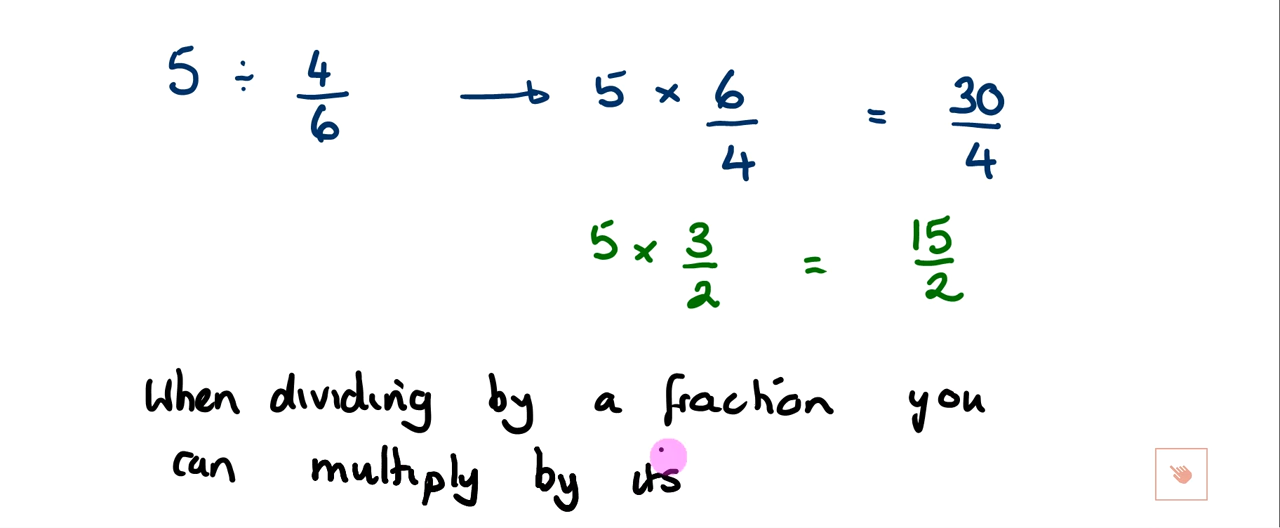 5 ÷ 4/6 → 5 × 6/4 = 30/4
5 × 3/2 = 15/2
When dividing by a fraction you
can multiply by its